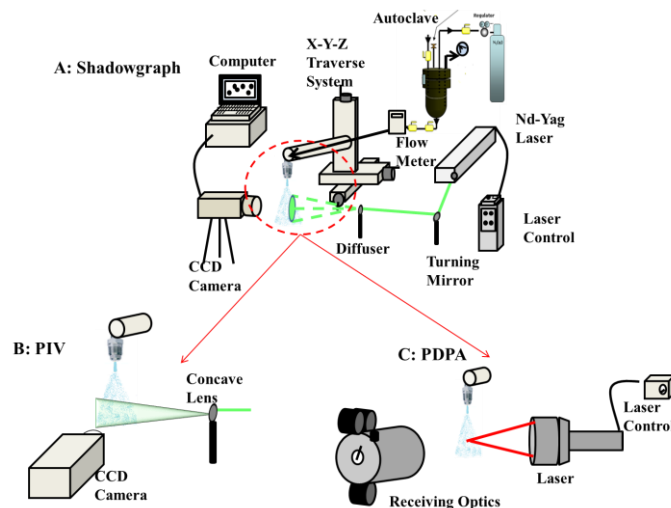 Autoclave
Regulator
X-Y-Z
Traverse
System
A: Shadowgraph
Computer
Nd-Yag
Laser
Flow
Meter
Laser
Control
Diffuser
Turning
Mirror
CCD
Camera
B: PIV
C: PDPA
Concave
Lens
Laser
Control
CCD
Camera
Laser
Receiving Optics